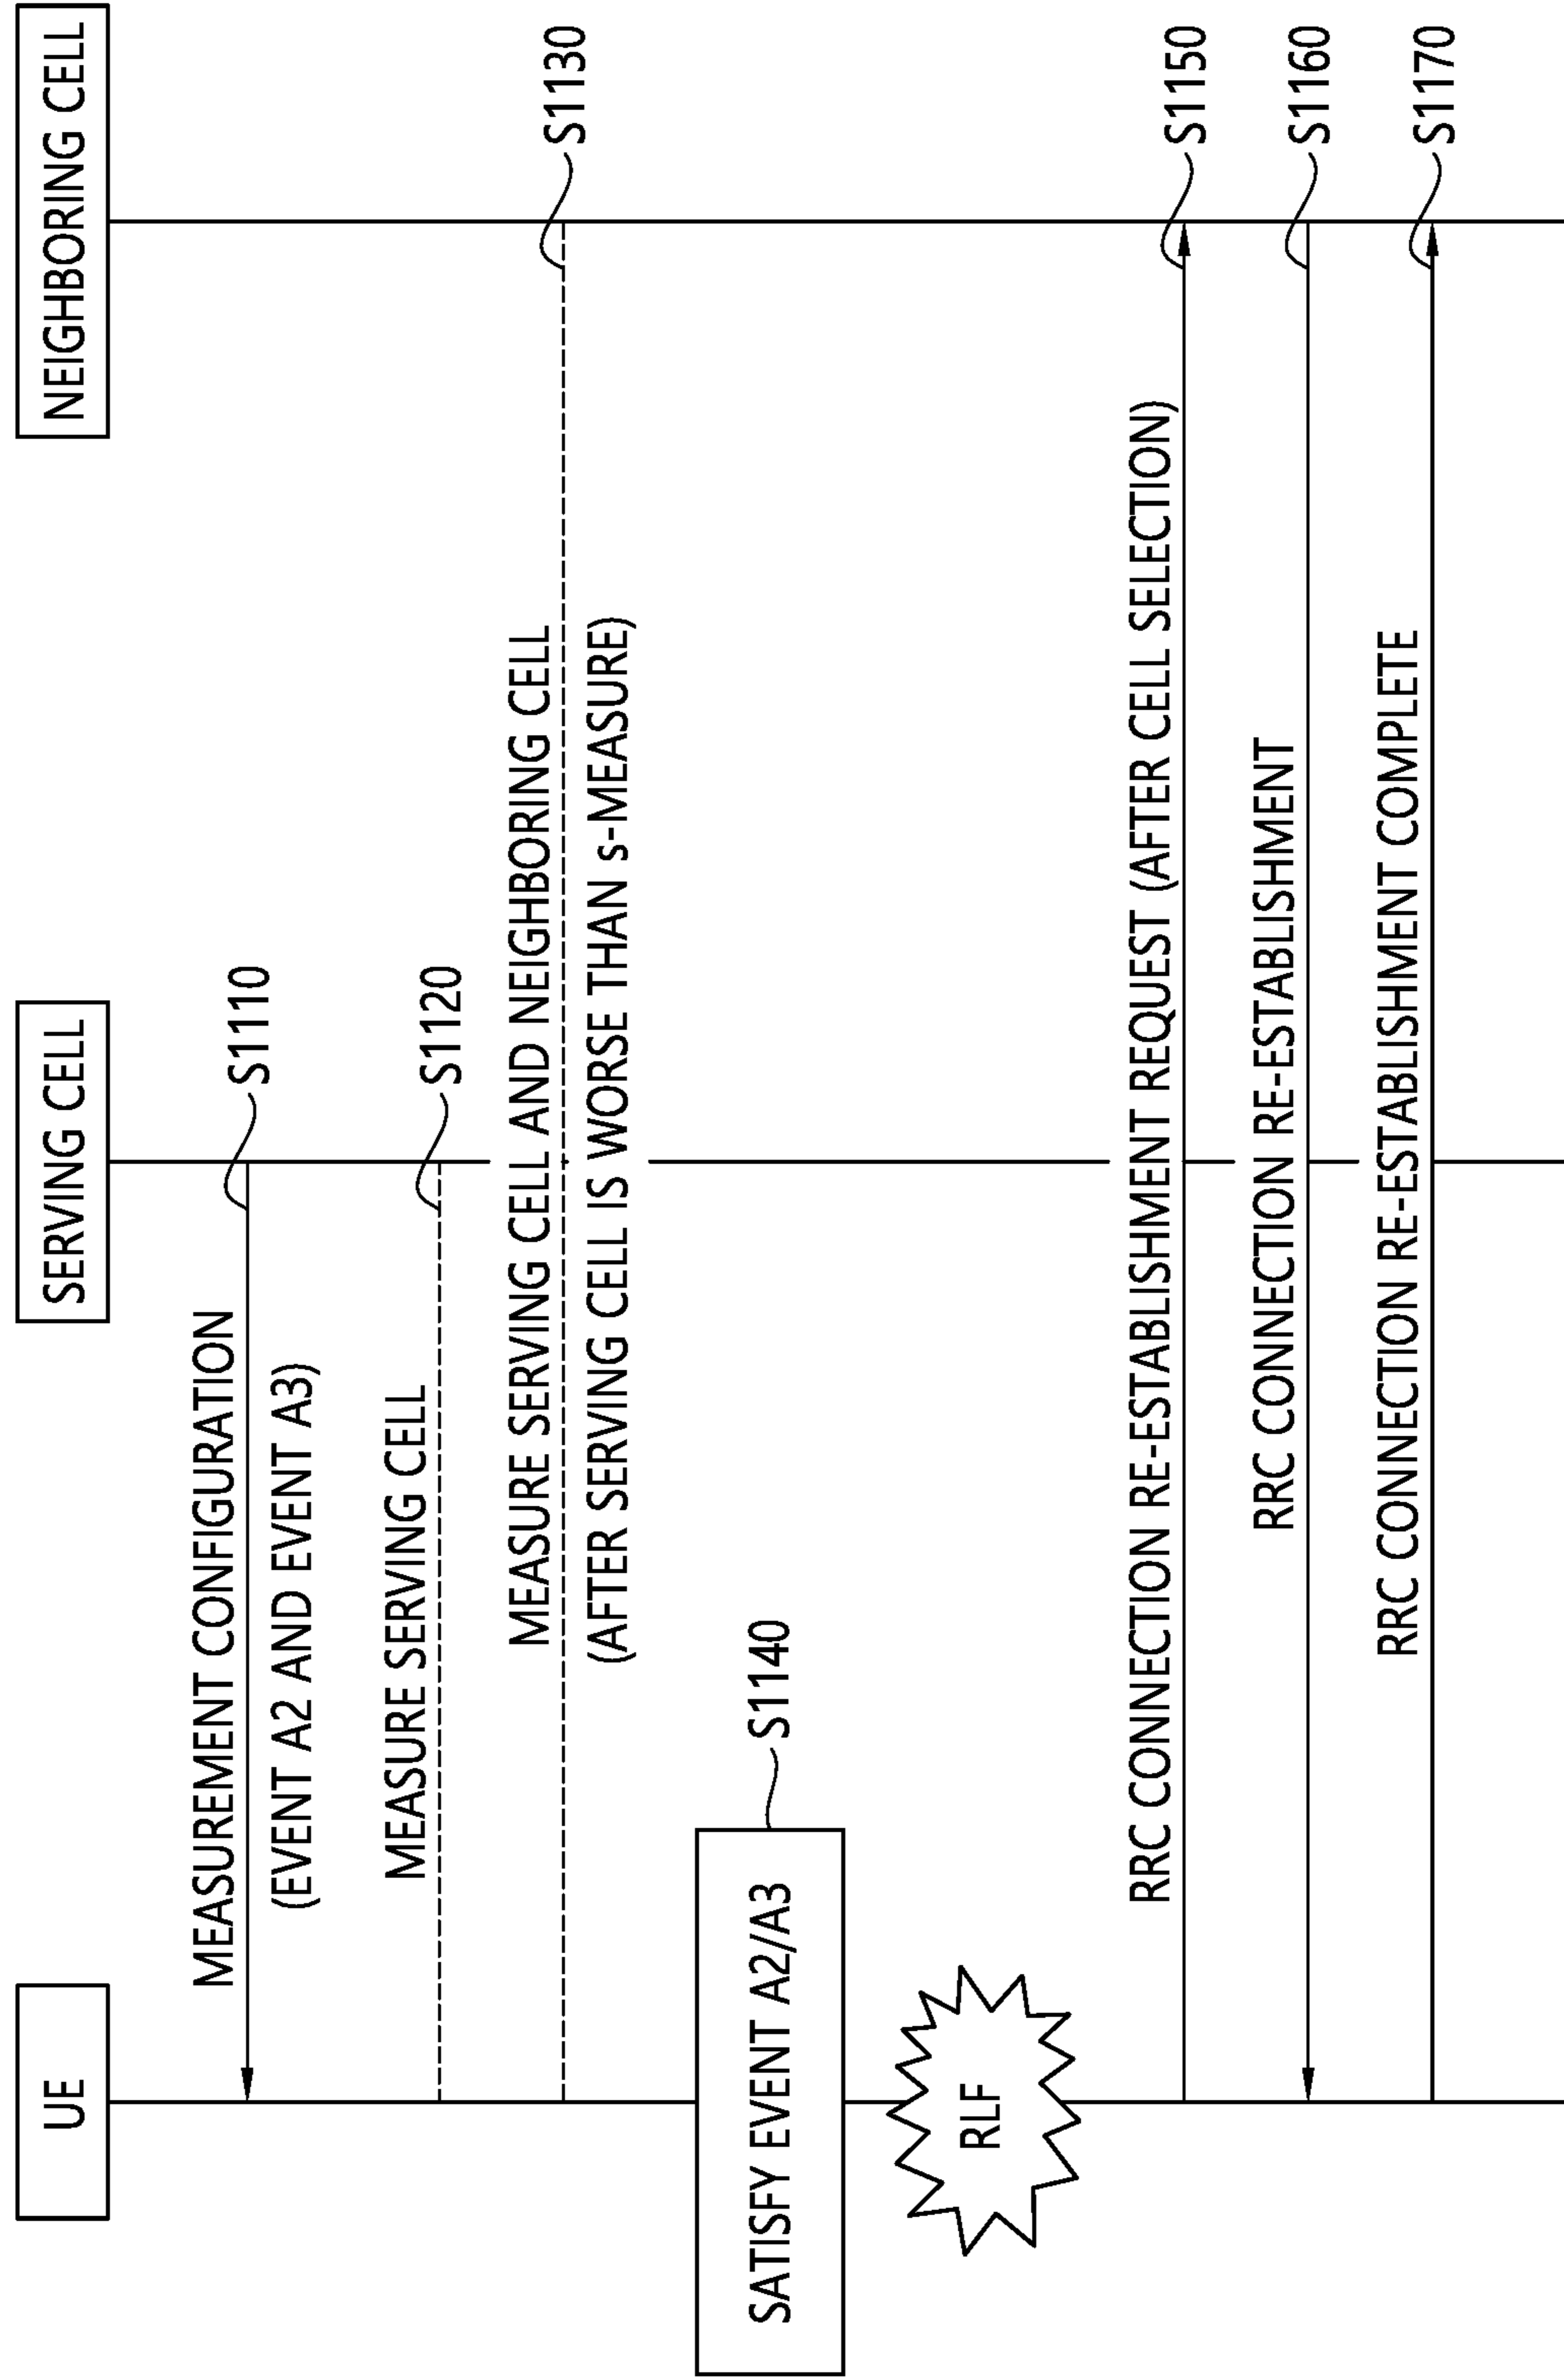 UE
SERVING CELL
NEIGHBORING CELL
MEASUREMENT CONFIGURATION
(EVENT A2 AND EVENT A3)
S1110
MEASURE SERVING CELL
S1120
MEASURE SERVING CELL AND NEIGHBORING CELL
(AFTER SERVING CELL IS WORSE THAN s-MEASURE)
S1130
SATISFY EVENT A2/A3
S1140
RLF
RRC CONNECTION RE-ESTABLISHMENT REQUEST (AFTER CELL SELECTION)
S1150
RRC CONNECTION RE-ESTABLISHMENT
S1160
RRC CONNECTION RE-ESTABLISHMENT COMPLETE
S1170